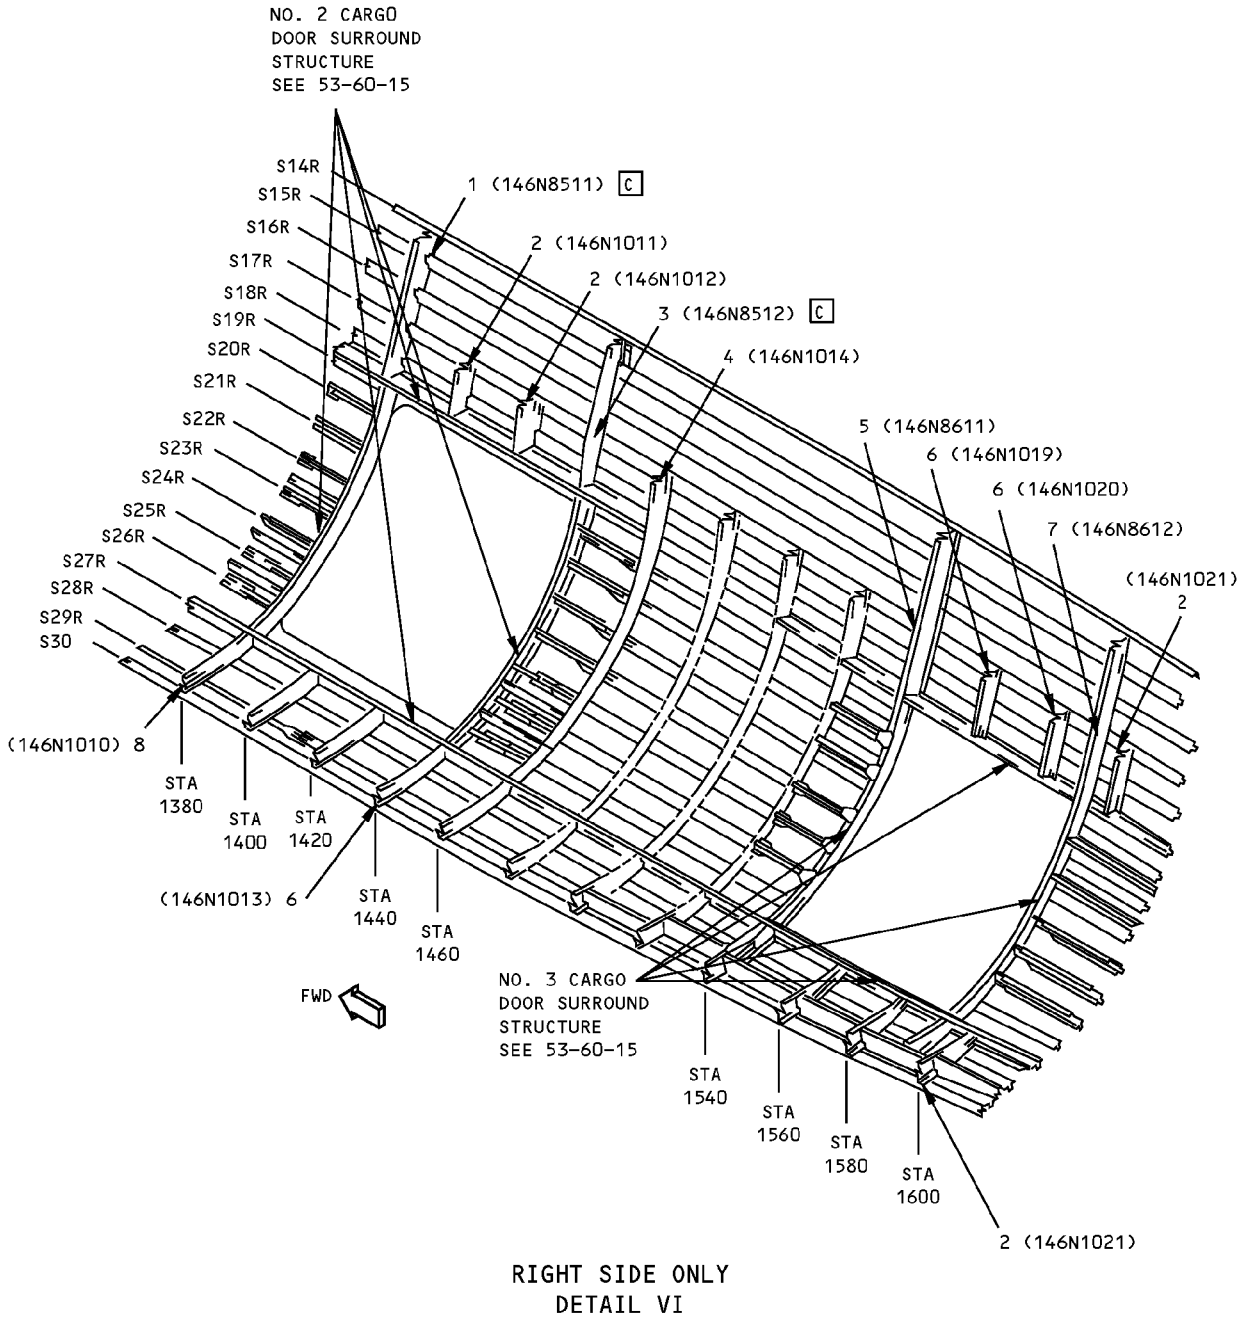 NO. 2 CARGO
DOOR SURROUND
STRUCTURE
SEE 53-60-15
S14R
S15R
S16R
S17R
S18R
S19R
S20R
S21R
S22R
S23R
S24R
S25R
S26R
S27R
S28R
S29R
S30
1 (146N8511) C
2 (146N1011)
2 (146N1012)
3 (146N8512) C
4 (146N1014)
5 (146N8611)
6 (146N1019)
6 (146N1020)
7 (146N8612)
(146N1021)
2
(146N1010) 8
STA
1380
STA
1400
STA
1420
(146N1013) 6
STA
1440
STA
1460
FWD
NO. 3 CARGO
DOOR SURROUND
STRUCTURE
SEE 53-60-15
STA
1540
STA
1560
STA
1580
STA
1600
2 (146N1021)
RIGHT SIDE ONLY
DETAIL VI